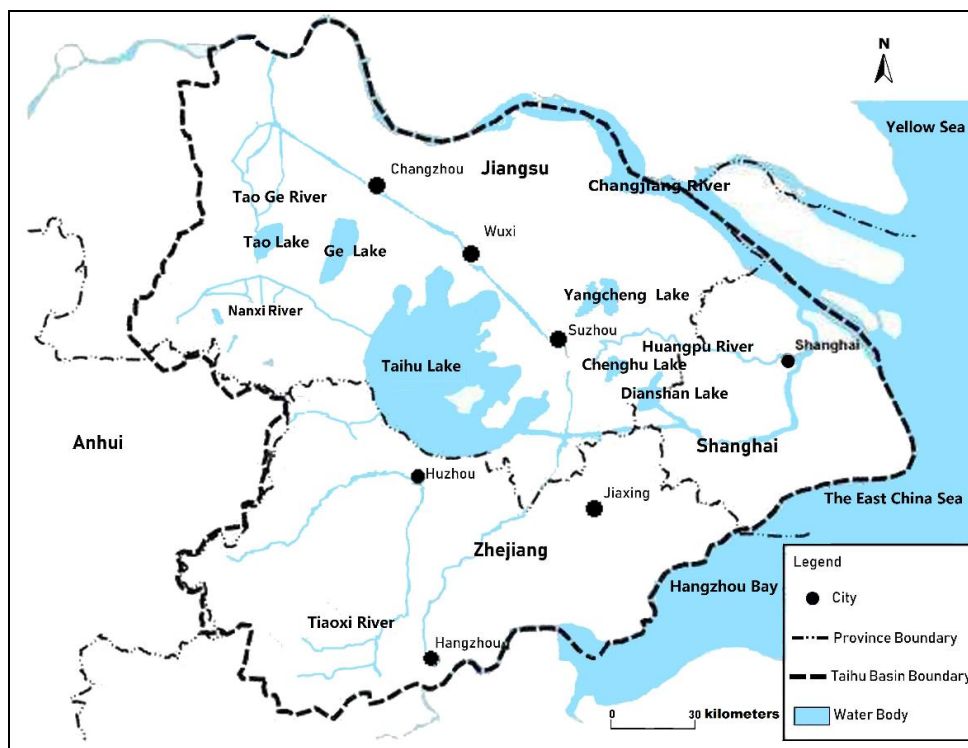 N
Yellow Sea
Changzhou
Jiangsu
Changjiang River
Tao Ge River
Tao Lake
Ge Lake
Wuxi
Yangcheng Lake
Nanxi River
Suzhou
Huangpu River
Shanghai
Taihu Lake
Chenghu Lake
Dianshan Lake
Anhui
Shanghai
Huzhou
Jiaxing
The East China Sea
Zhejiang
Hangzhou Bay
Tiaoxi River
Hangzhou
0 30 kilometers
Legend
City
Province Boundary
Taihu Basin Boundary
Water Body